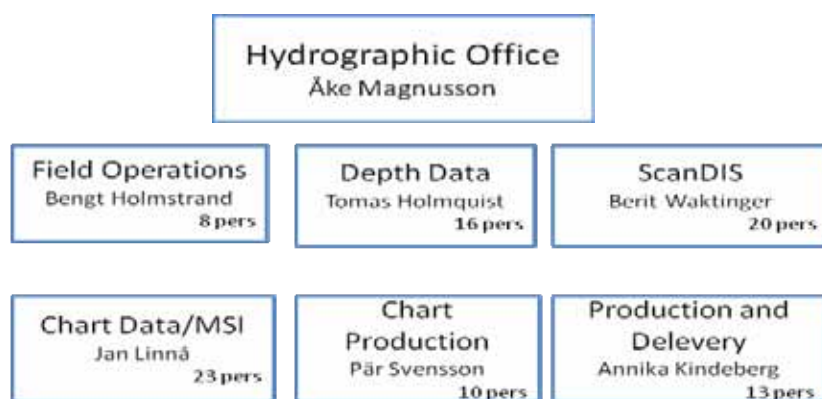 Hydrographic Office
Åke Magnusson
Field Operations
Bengt Holmstrand
8 pers
Depth Data
Tomas Holmquist
16 pers
ScanDIS
Berit Waktinger
20 pers
Chart Data/MSI
Jan Linnå
23 pers
Chart
Production
Pär Svensson
10 pers
Production and
Delevery
Annika Kindeberg
13 pers